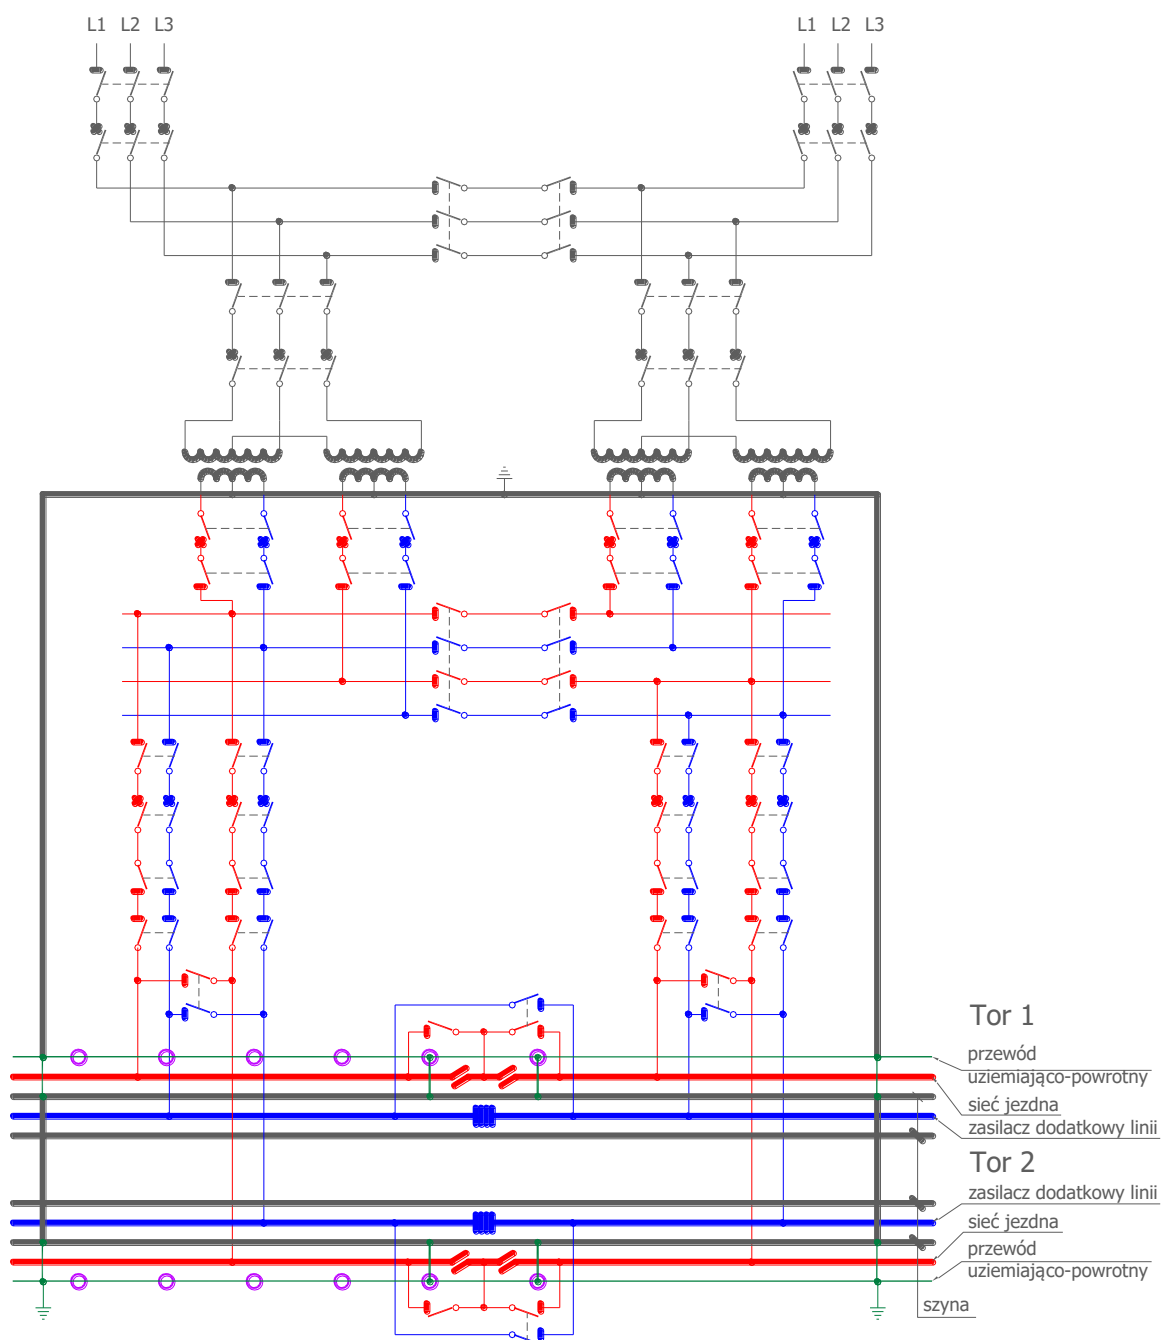 L1 L2 L3
L1 L2 L3
Tor 1
przewód
uziemiająco-powrotny
sieć jezdna
zasilacz dodatkowy linii
Tor 2
zasilacz dodatkowy linii
sieć jezdna
przewód
uziemiająco-powrotny
szyna